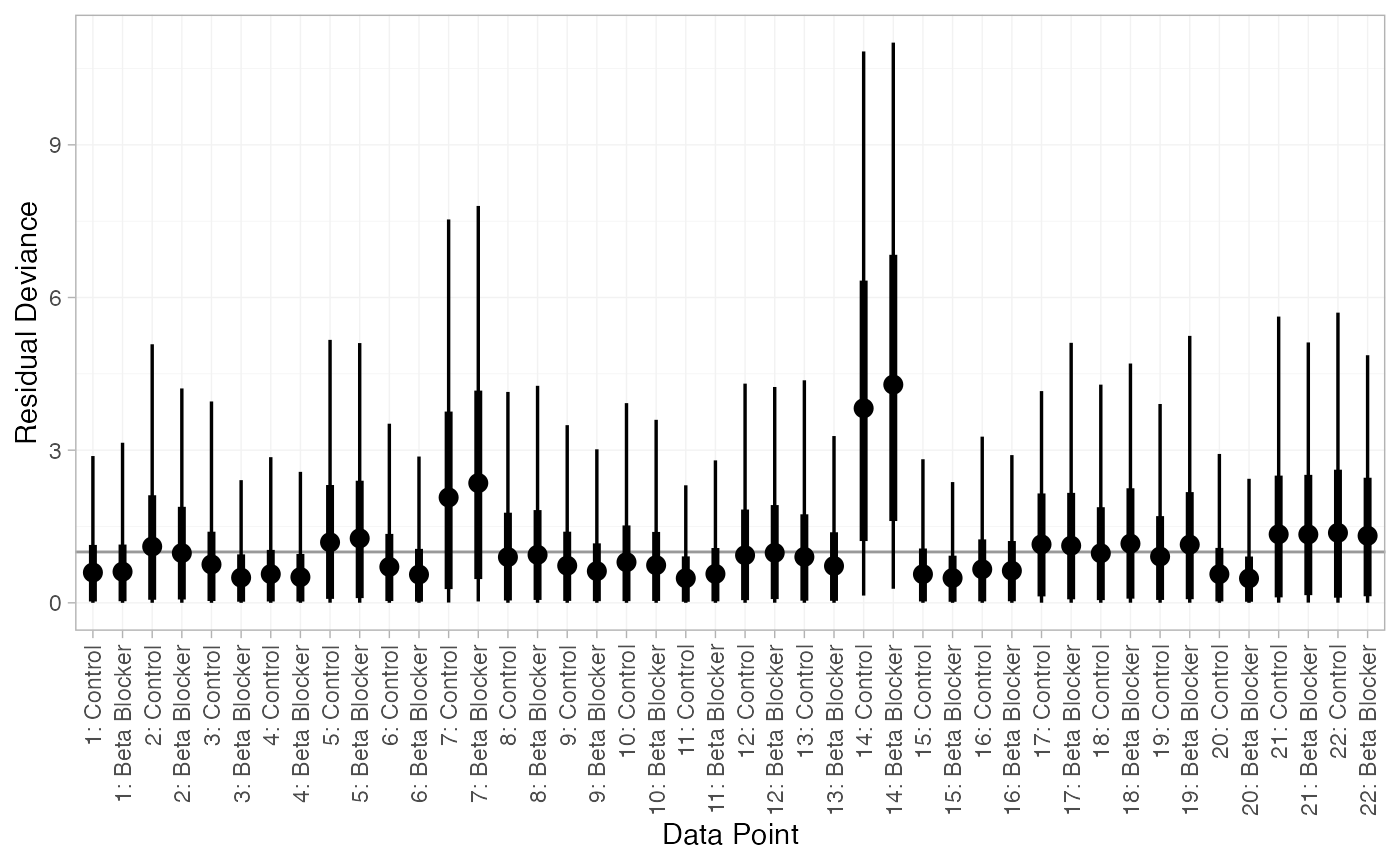 Residual Deviance
9
6
3
0
1: Control
1: Beta Blocker
2: Control
2: Beta Blocker
3: Control
3: Beta Blocker
4: Control
4: Beta Blocker
5: Control
5: Beta Blocker
6: Control
6: Beta Blocker
7: Control
7: Beta Blocker
8: Control
8: Beta Blocker
9: Control
9: Beta Blocker
10: Control
10: Beta Blocker
11: Control
11: Beta Blocker
12: Control
12: Beta Blocker
13: Control
13: Beta Blocker
14: Control
14: Beta Blocker
15: Control
15: Beta Blocker
16: Control
16: Beta Blocker
17: Control
17: Beta Blocker
18: Control
18: Beta Blocker
19: Control
19: Beta Blocker
20: Control
20: Beta Blocker
21: Control
21: Beta Blocker
22: Control
22: Beta Blocker
Data Point